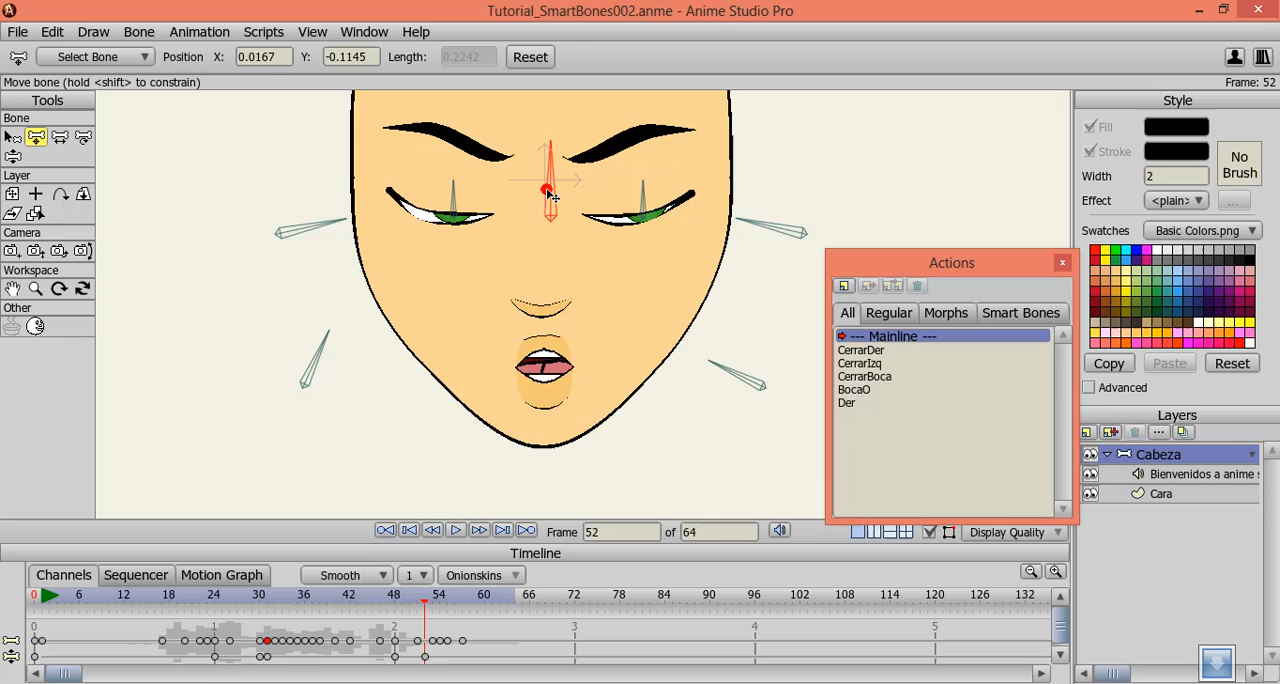 Tutorial_SmartBones002.anme - Anime Studio Pro
File Edit Draw Bone Animation Scripts View Window Help
Select Bone Position X: 0.0167 Y: -0.1145 Length: 0.2242 Reset
Move bone (hold <shift> to constrain) Frame: 52
Tools
Bone
Layer
Camera
Workspace
Other
Style
Fill
Stroke
No Brush
Width 2
Effect <plain> ...
Swatches Basic Colors.png
Copy Paste Reset
Advanced
Layers
Cabeza
Bienvenidos a anime s
Cara
Actions
All Regular Morphs Smart Bones
--- Mainline ---
CerrarDer
CerrarIzq
CerrarBoca
BocaO
Der
Frame 52 of 64 Display Quality
Timeline
Channels Sequencer Motion Graph Smooth 1 Onionskins
0 6 12 18 24 30 36 42 48 54 60 66 72 78 84 90 96 102 108 114 120 126 132
0 1 2 3 4 5